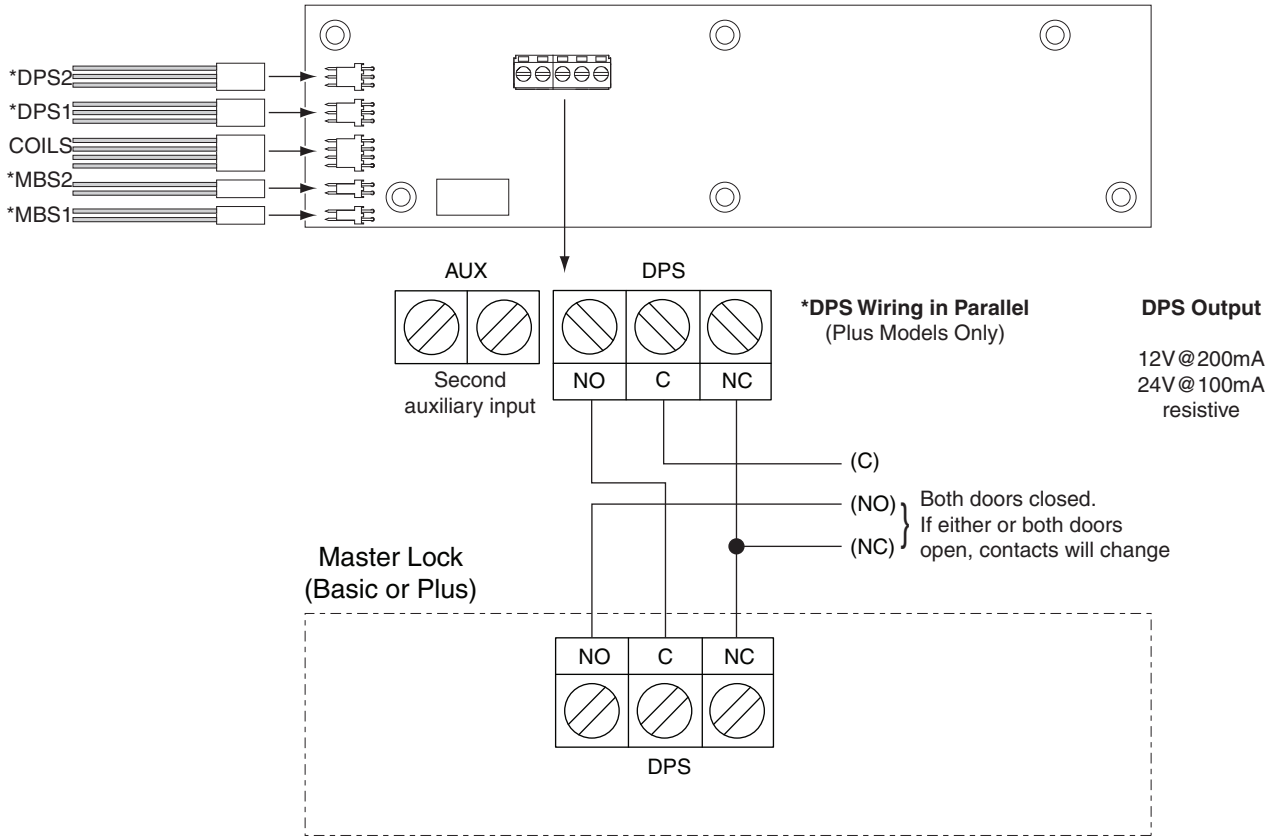 *DPS2
*DPS1
COILS
*MBS2
*MBS1
AUX
DPS
NO
C
NC
Second
auxiliary input
*DPS Wiring in Parallel
(Plus Models Only)
DPS Output
12V@200mA
24V@100mA
resistive
(C)
(NO)
(NC)
}
Both doors closed.
If either or both doors
open, contacts will change
Master Lock
(Basic or Plus)
NO
C
NC
DPS